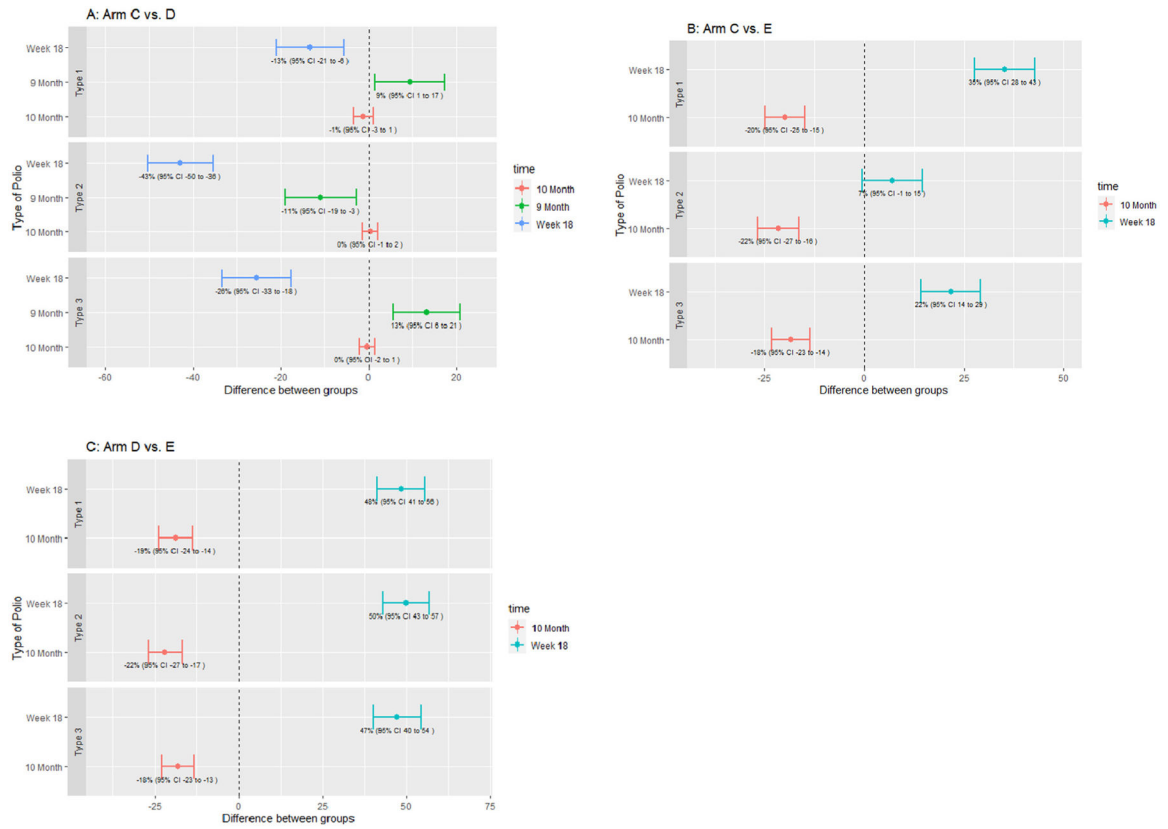 A: Arm C vs. D
Type of Polio
Type 1
Week 18
-13% (95% CI -21 to -6 )
9 Month
9% (95% CI 1 to 17 )
10 Month
-1% (95% CI -3 to 1 )
Type 2
Week 18
-43% (95% CI -50 to -36 )
9 Month
-11% (95% CI -19 to -3 )
10 Month
0% (95% CI -1 to 2 )
Type 3
Week 18
-26% (95% CI -33 to -18 )
9 Month
13% (95% CI 6 to 21 )
10 Month
0% (95% CI -2 to 1 )
-60 -40 -20 0 20
Difference between groups
time
10 Month
9 Month
Week 18
B: Arm C vs. E
Type of Polio
Type 1
Week 18
35% (95% CI 28 to 43 )
10 Month
-20% (95% CI -25 to -15 )
Type 2
Week 18
7% (95% CI -1 to 15 )
10 Month
-22% (95% CI -27 to -16 )
Type 3
Week 18
22% (95% CI 14 to 29 )
10 Month
-18% (95% CI -23 to -14 )
-25 0 25 50
Difference between groups
time
10 Month
Week 18
C: Arm D vs. E
Type of Polio
Type 1
Week 18
48% (95% CI 41 to 56 )
10 Month
-19% (95% CI -24 to -14 )
Type 2
Week 18
50% (95% CI 43 to 57 )
10 Month
-22% (95% CI -27 to -17 )
Type 3
Week 18
47% (95% CI 40 to 54 )
10 Month
-18% (95% CI -23 to -13 )
-25 0 25 50 75
Difference between groups
time
10 Month
Week 18